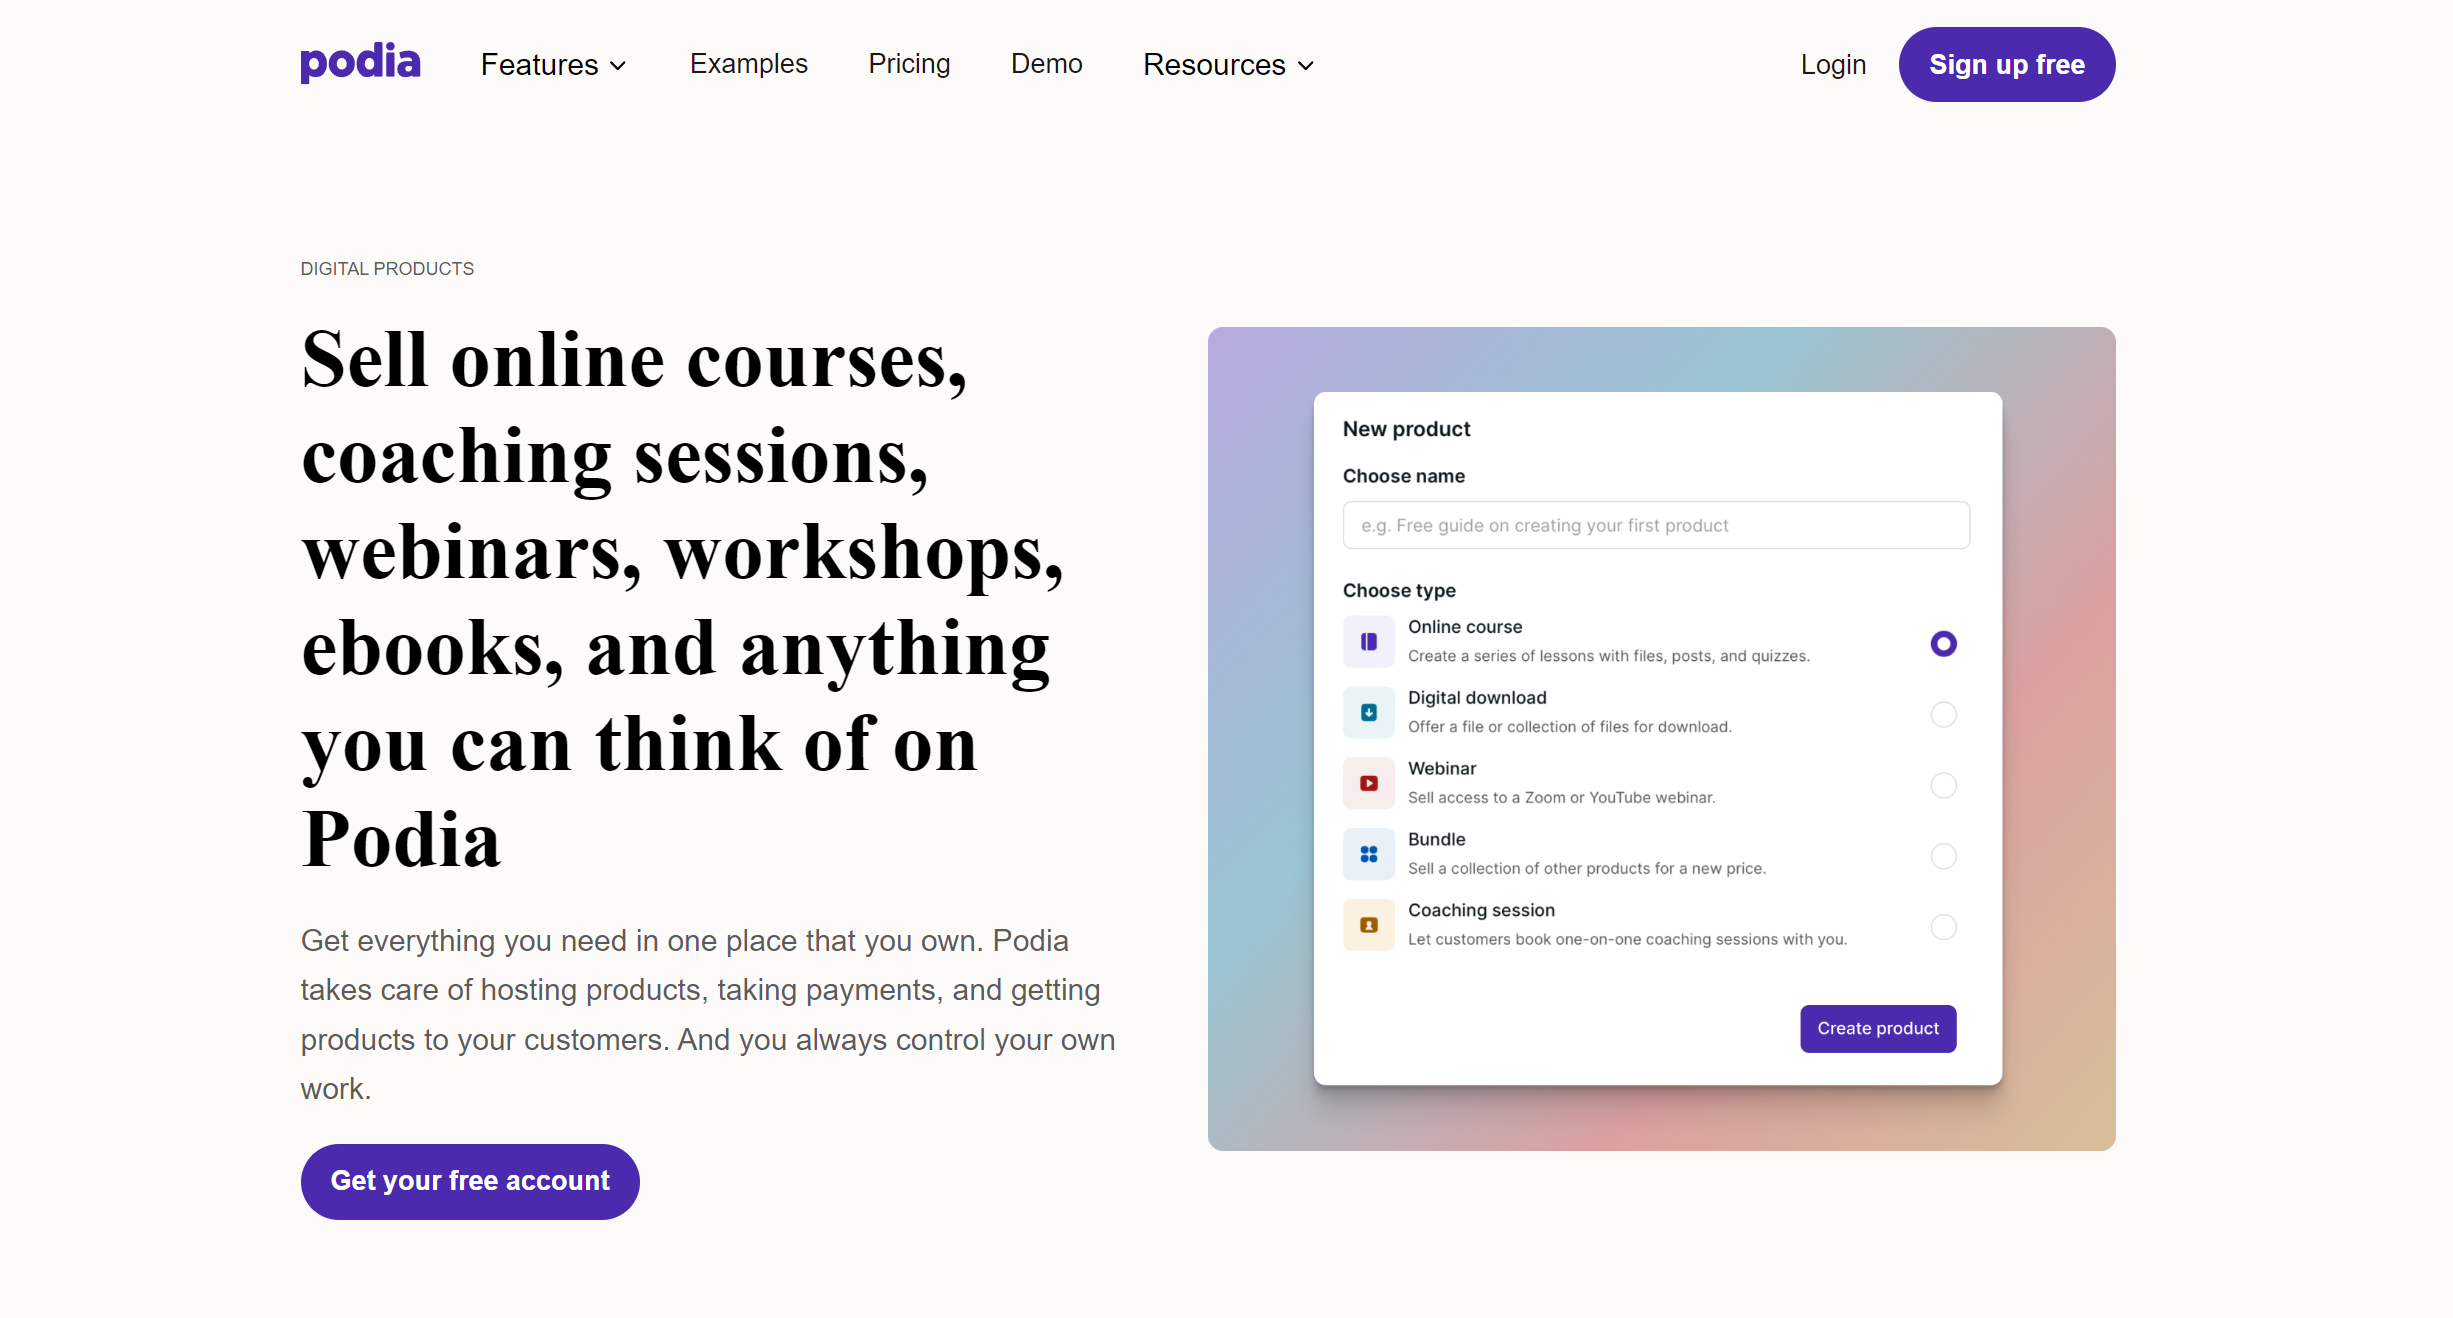 podia
Features
Examples
Pricing
Demo
Resources
Login
Sign up free
DIGITAL PRODUCTS
Sell online courses,
coaching sessions,
webinars, workshops,
ebooks, and anything
you can think of on
Podia
Get everything you need in one place that you own. Podia
takes care of hosting products, taking payments, and getting
products to your customers. And you always control your own
work.
Get your free account
New product
Choose name
e.g. Free guide on creating your first product
Choose type
Online course
Create a series of lessons with files, posts, and quizzes.
Digital download
Offer a file or collection of files for download.
Webinar
Sell access to a Zoom or YouTube webinar.
Bundle
Sell a collection of other products for a new price.
Coaching session
Let customers book one-on-one coaching sessions with you.
Create product